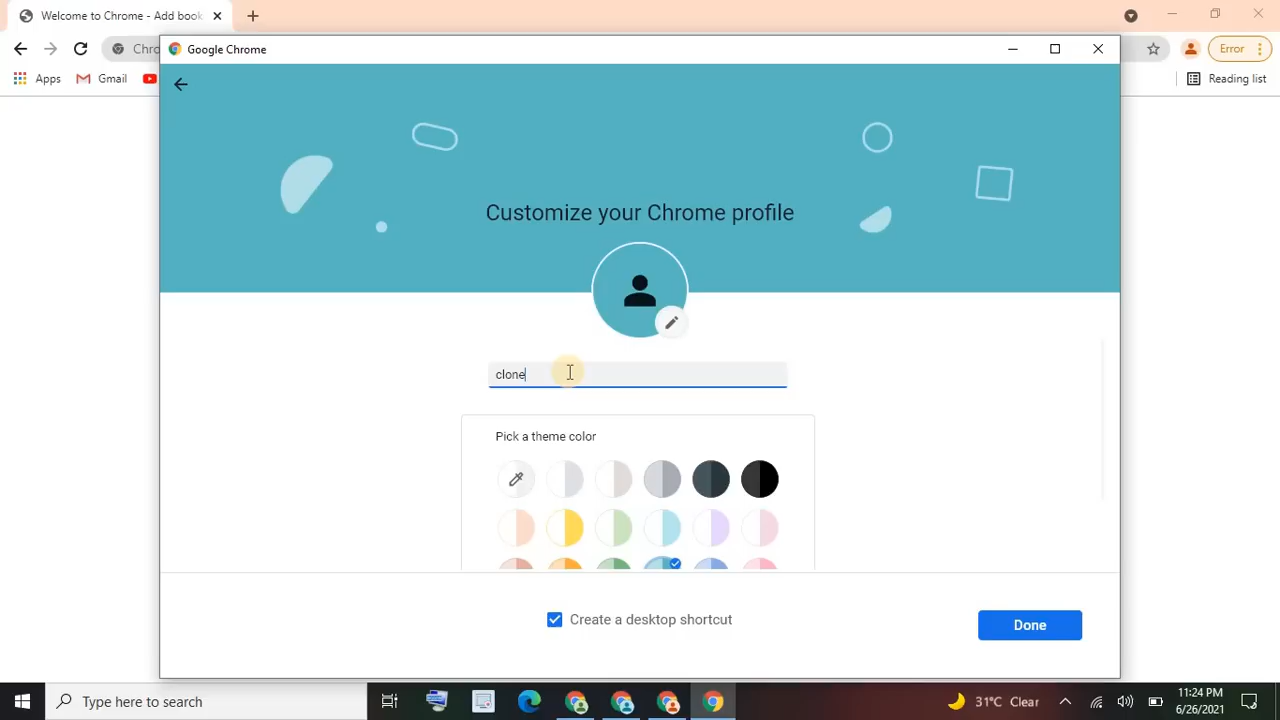 Welcome to Chrome - Add book
Chro
Error
Apps
Gmail
Reading list
Google Chrome
Customize your Chrome profile
clone
Pick a theme color
Create a desktop shortcut
Done
Type here to search
31°C Clear
11:24 PM
6/26/2021